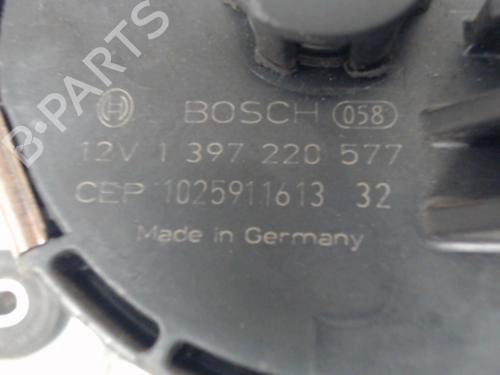 BOSCH 058
12V 1 397 220 577
CEP 1025911613 32
Made in Germany
B-PARTS